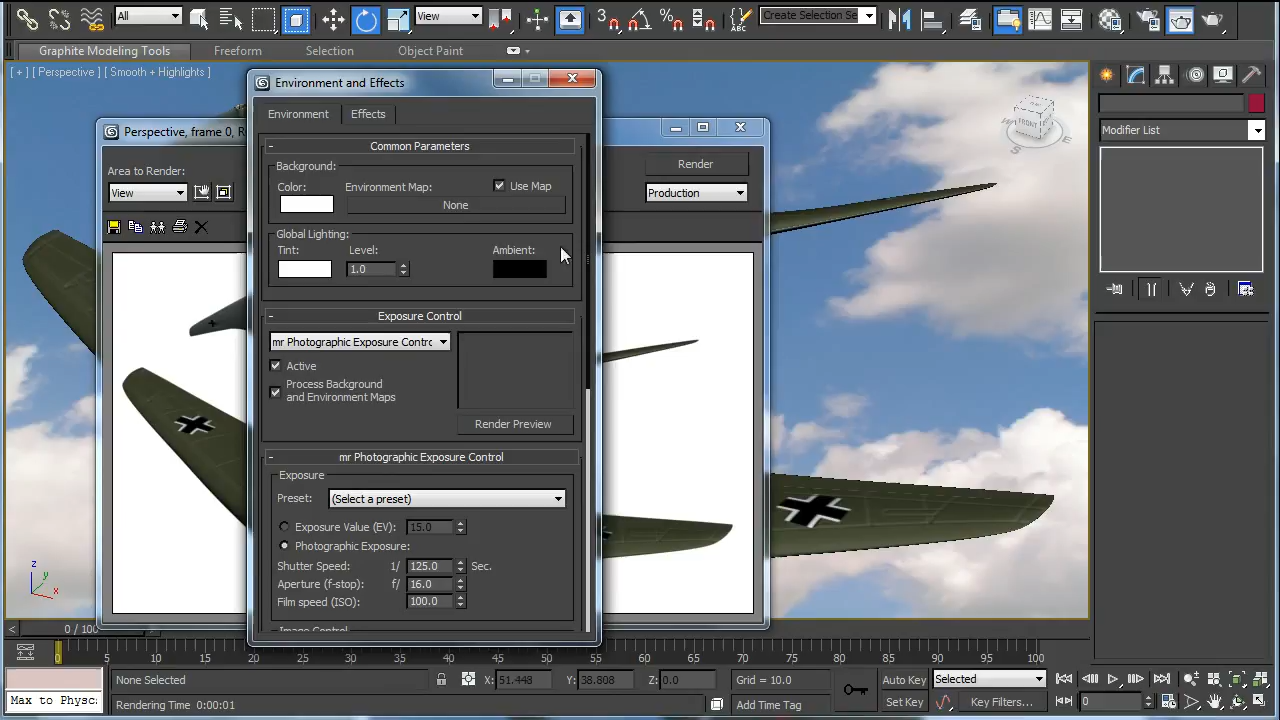 All
View
3
%
ABC
Create Selection Se
Graphite Modeling Tools
Freeform
Selection
Object Paint
[ + ] [ Perspective ] [ Smooth + Highlights ]
Environment and Effects
Perspective, frame 0, R
Environment
Effects
Common Parameters
Background:
Color:
Environment Map:
Use Map
None
Global Lighting:
Tint:
Level:
Ambient:
1.0
Exposure Control
mr Photographic Exposure Contrc
Active
Process Background
and Environment Maps
Render Preview
mr Photographic Exposure Control
Exposure
Preset:
(Select a preset)
Exposure Value (EV):
15.0
Photographic Exposure:
Shutter Speed:
1/
125.0
Sec.
Aperture (f-stop):
f/
16.0
Film speed (ISO):
100.0
Image Control
Area to Render:
View
Render
Production
FRONT
W
S
E
Modifier List
z
y
x
0 / 100
0
5
10
15
20
25
30
35
40
45
50
55
60
65
70
75
80
85
90
95
100
None Selected
X:
51.448
Y:
38.808
Z:
0.0
Grid = 10.0
Auto Key
Selected
Max to Physc
Rendering Time 0:00:01
Add Time Tag
Set Key
Key Filters...
0